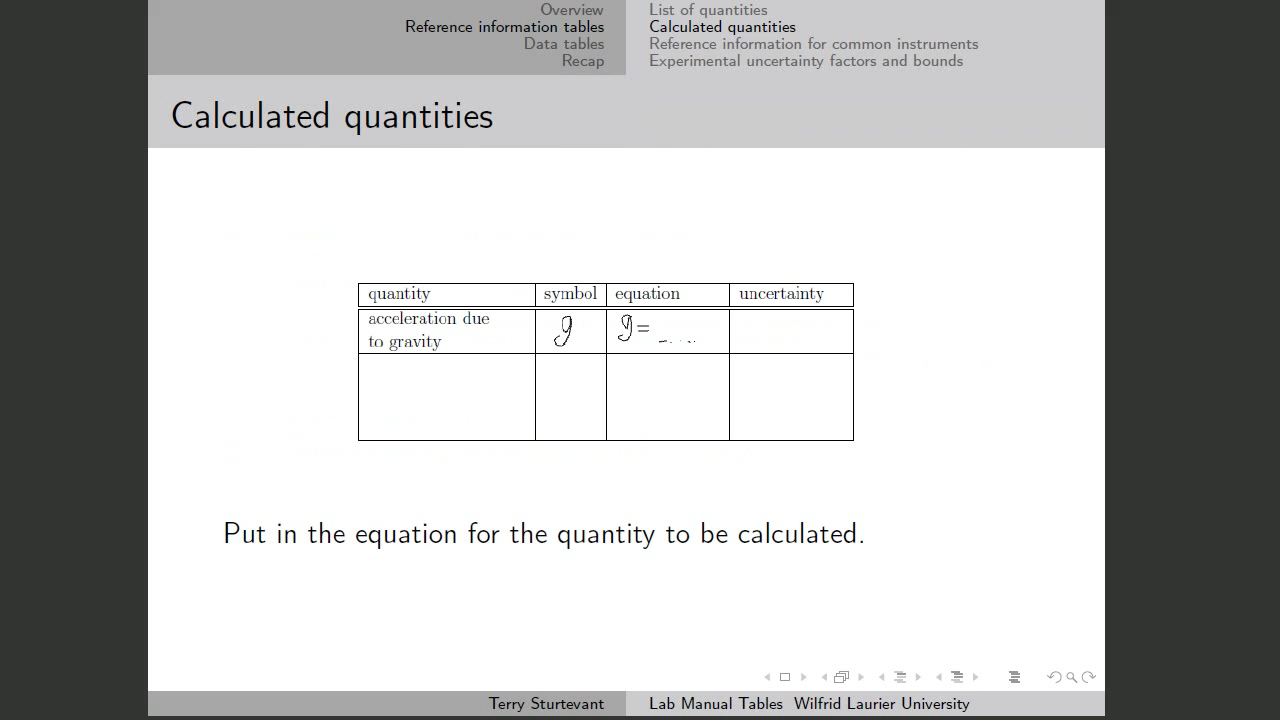 Overview
Reference information tables
Data tables
Recap
List of quantities
Calculated quantities
Reference information for common instruments
Experimental uncertainty factors and bounds
Calculated quantities
quantity symbol equation uncertainty
acceleration due
to gravity g g=
Put in the equation for the quantity to be calculated.
Terry Sturtevant Lab Manual Tables Wilfrid Laurier University